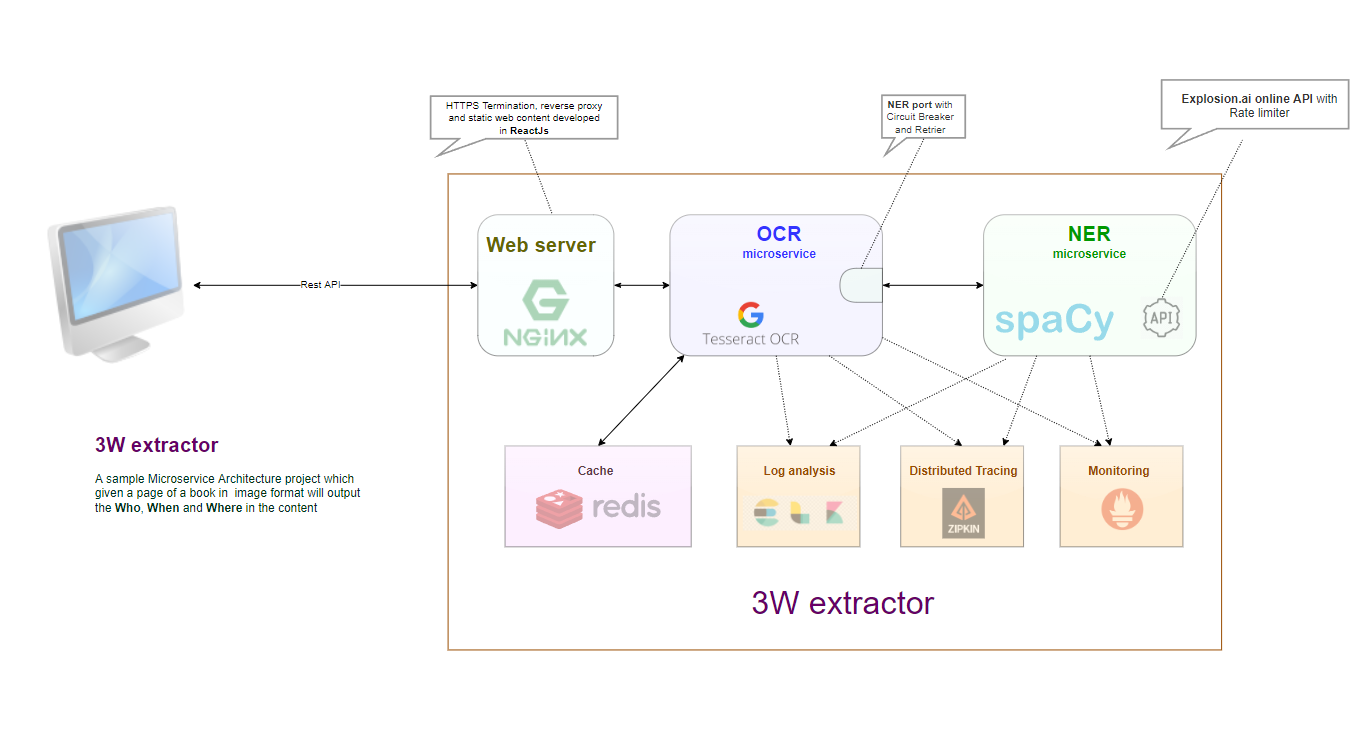 HTTPS Termination, reverse proxy
and static web content developed
in ReactJs
NER port with
Circuit Breaker
and Retrier
Explosion.ai online API with
Rate limiter
Rest API
Web server
NGiNX
OCR
microservice
G
Tesseract OCR
NER
microservice
spaCy
API
3W extractor
A sample Microservice Architecture project which
given a page of a book in image format will output
the Who, When and Where in the content
Cache
redis
Log analysis
Distributed Tracing
ZIPKIN
Monitoring
3W extractor